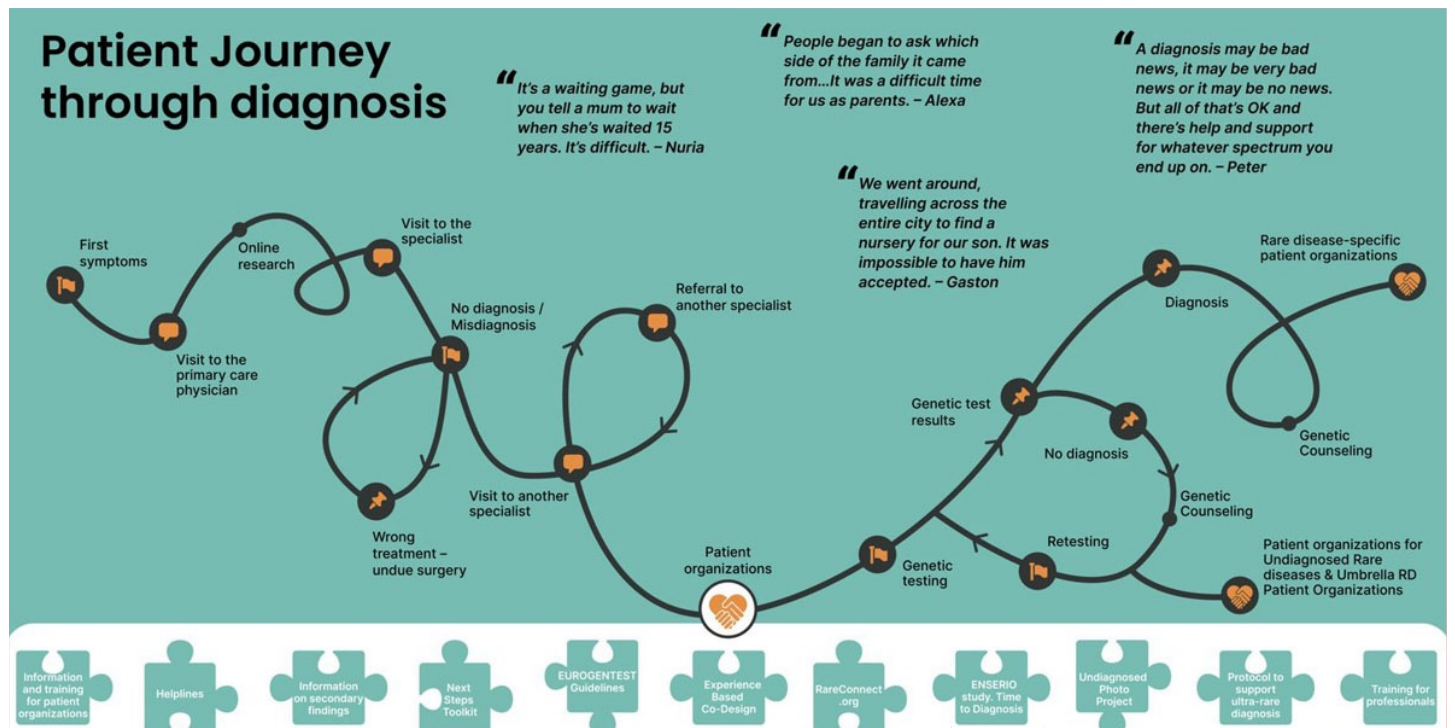 Patient Journey
through diagnosis
“It’s a waiting game, but
you tell a mum to wait
when she’s waited 15
years. It’s difficult. – Nuria
“People began to ask which
side of the family it came
from...It was a difficult time
for us as parents. – Alexa
“A diagnosis may be bad
news, it may be very bad
news or it may be no news.
But all of that’s OK and
there’s help and support
for whatever spectrum you
end up on. – Peter
“We went around,
travelling across the
entire city to find a
nursery for our son. It was
impossible to have him
accepted. – Gaston
First
symptoms
Visit to the
primary care
physician
Online
research
Visit to the
specialist
No diagnosis /
Misdiagnosis
Wrong
treatment –
undue surgery
Visit to another
specialist
Referral to
another specialist
Patient
organizations
Genetic
testing
Genetic test
results
No diagnosis
Genetic
Counseling
Retesting
Patient organizations for
Undiagnosed Rare
diseases & Umbrella RD
Patient Organizations
Diagnosis
Genetic
Counseling
Rare disease-specific
patient organizations
Information
and training
for patient
organizations
Helplines
Information
on secondary
findings
Next
Steps
Toolkit
EUROGENTEST
Guidelines
Experience
Based
Co-Design
RareConnect
.org
ENSERIO
study. Time
to Diagnosis
Undiagnosed
Photo
Project
Protocol to
support
ultra-rare
diagnosis
Training for
professionals